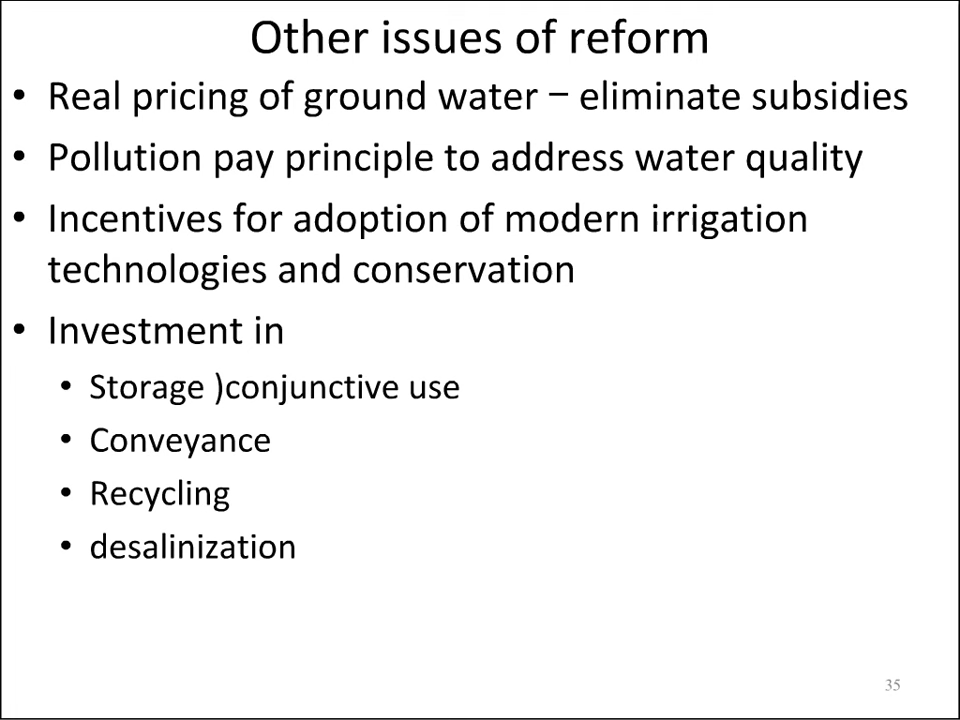 Other issues of reform
• Real pricing of ground water – eliminate subsidies
• Pollution pay principle to address water quality
• Incentives for adoption of modern irrigation
technologies and conservation
• Investment in
• Storage )conjunctive use
• Conveyance
• Recycling
• desalinization
35